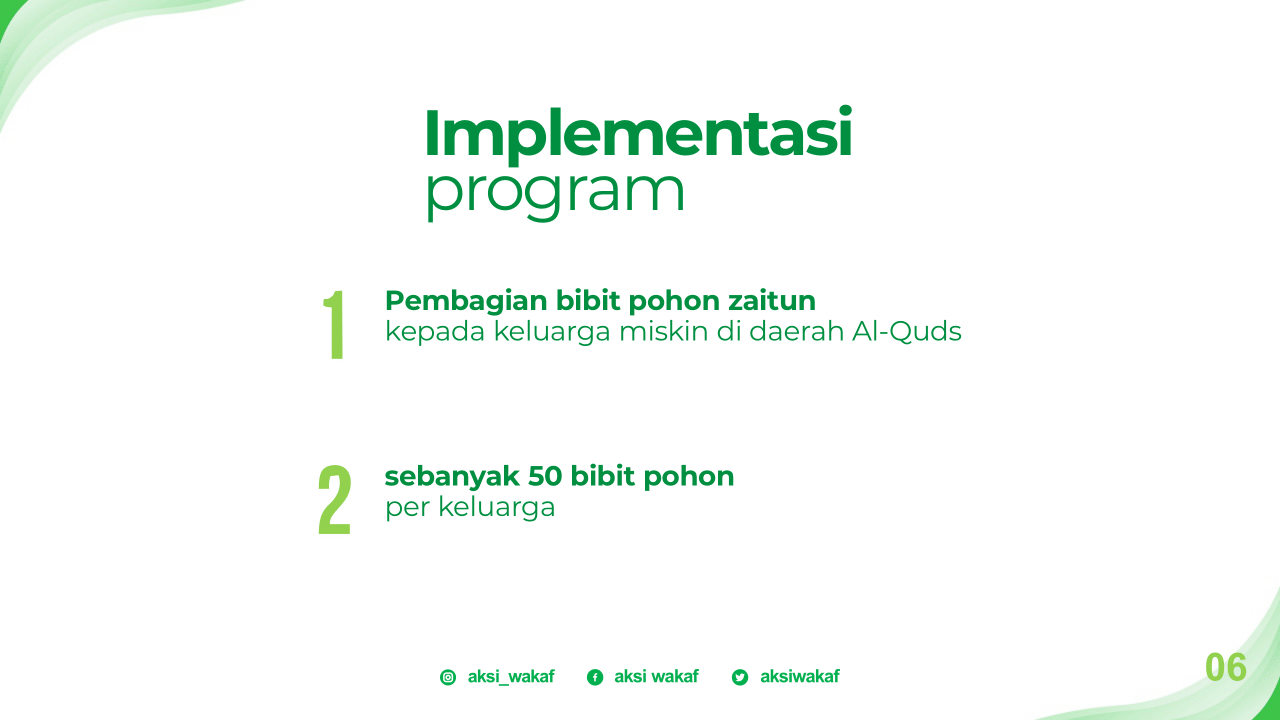 Implementasi
program
1
Pembagian bibit pohon zaitun
kepada keluarga miskin di daerah Al-Quds
2
sebanyak 50 bibit pohon
per keluarga
aksi_wakaf aksi wakaf aksiwakaf
06